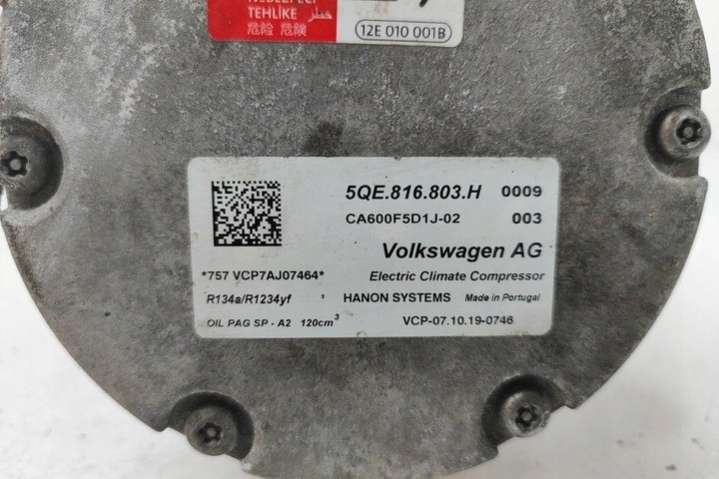 TEHLİKE خطر
危险 危険
12E 010 001B
5QE.816.803.H 0009
CA600F5D1J-02 003
Volkswagen AG
*757 VCP7AJ07464* Electric Climate Compressor
R134a/R1234yf HANON SYSTEMS Made in Portugal
OIL PAG SP - A2 120cm³ VCP-07.10.19-0746